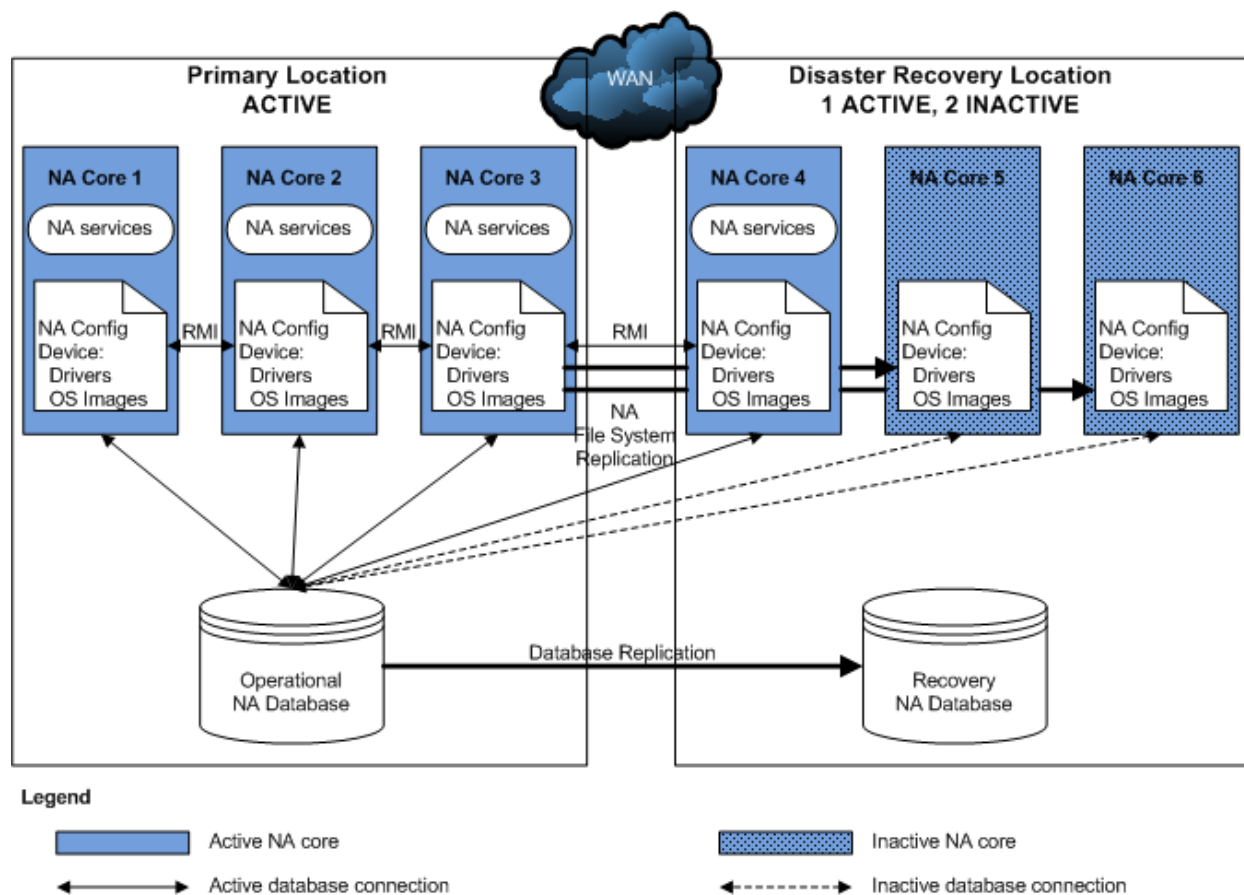 WAN
Primary Location
ACTIVE
Disaster Recovery Location
1 ACTIVE, 2 INACTIVE
NA Core 1
NA Core 2
NA Core 3
NA Core 4
NA Core 5
NA Core 6
NA services
NA services
NA services
NA services
NA Config
Device:
Drivers
OS Images
RMI
NA Config
Device:
Drivers
OS Images
RMI
NA Config
Device:
Drivers
OS Images
RMI
NA Config
Device:
Drivers
OS Images
NA Config
Device:
Drivers
OS Images
NA Config
Device:
Drivers
OS Images
NA
File System
Replication
Operational
NA Database
Database Replication
Recovery
NA Database
Legend
Active NA core
Inactive NA core
Active database connection
Inactive database connection